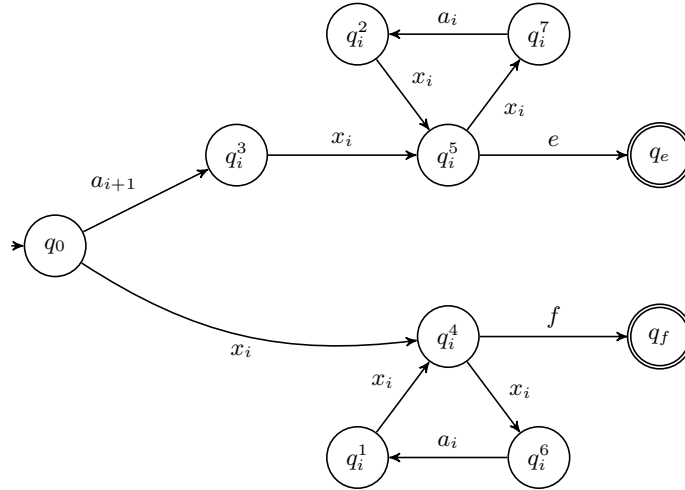 q_i^2 a_i q_i^7
x_i x_i
q_i^3 x_i q_i^5 e q_e
a_{i+1}
q_0
x_i q_i^4 f q_f
x_i x_i
q_i^1 a_i q_i^6